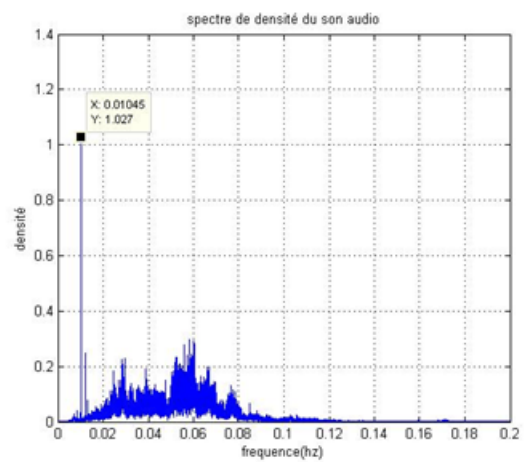 spectre de densité du son audio
1.4
1.2
1
0.8
0.6
0.4
0.2
0
X: 0.01045
Y: 1.027
densité
0 0.02 0.04 0.06 0.08 0.1 0.12 0.14 0.16 0.18 0.2
frequence(hz)